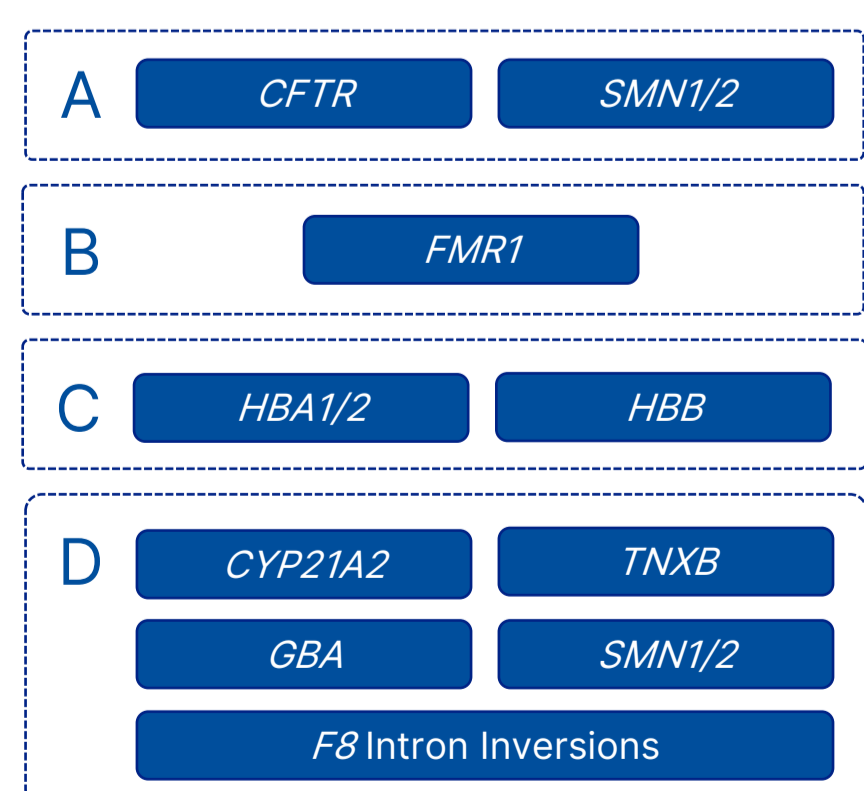 A CFTR SMN1/2
B FMR1
C HBA1/2 HBB
D CYP21A2 TNXB
GBA SMN1/2
F8 Intron Inversions